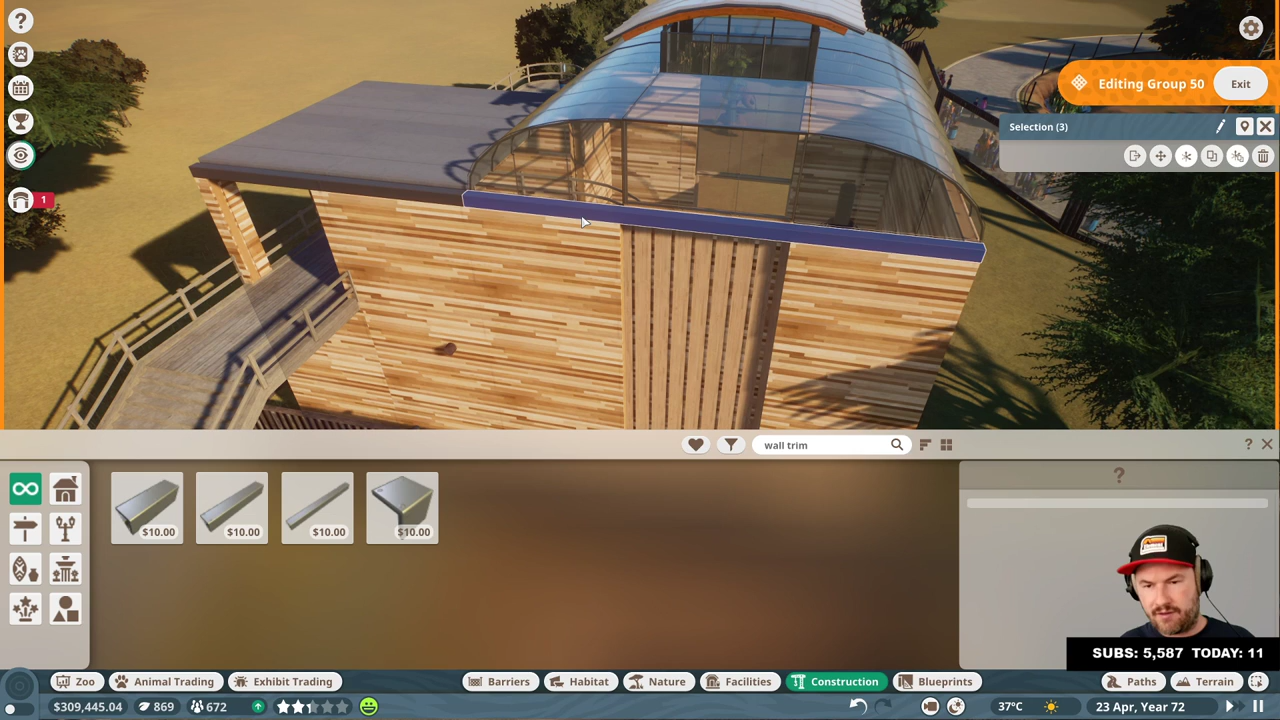 Editing Group 50
Exit
Selection (3)
1
wall trim
$10.00
$10.00
$10.00
$10.00
SUBS: 5,587 TODAY: 11
Zoo
Animal Trading
Exhibit Trading
Barriers
Habitat
Nature
Facilities
Construction
Blueprints
Paths
Terrain
$309,445.04
869
672
37°C
23 Apr, Year 72